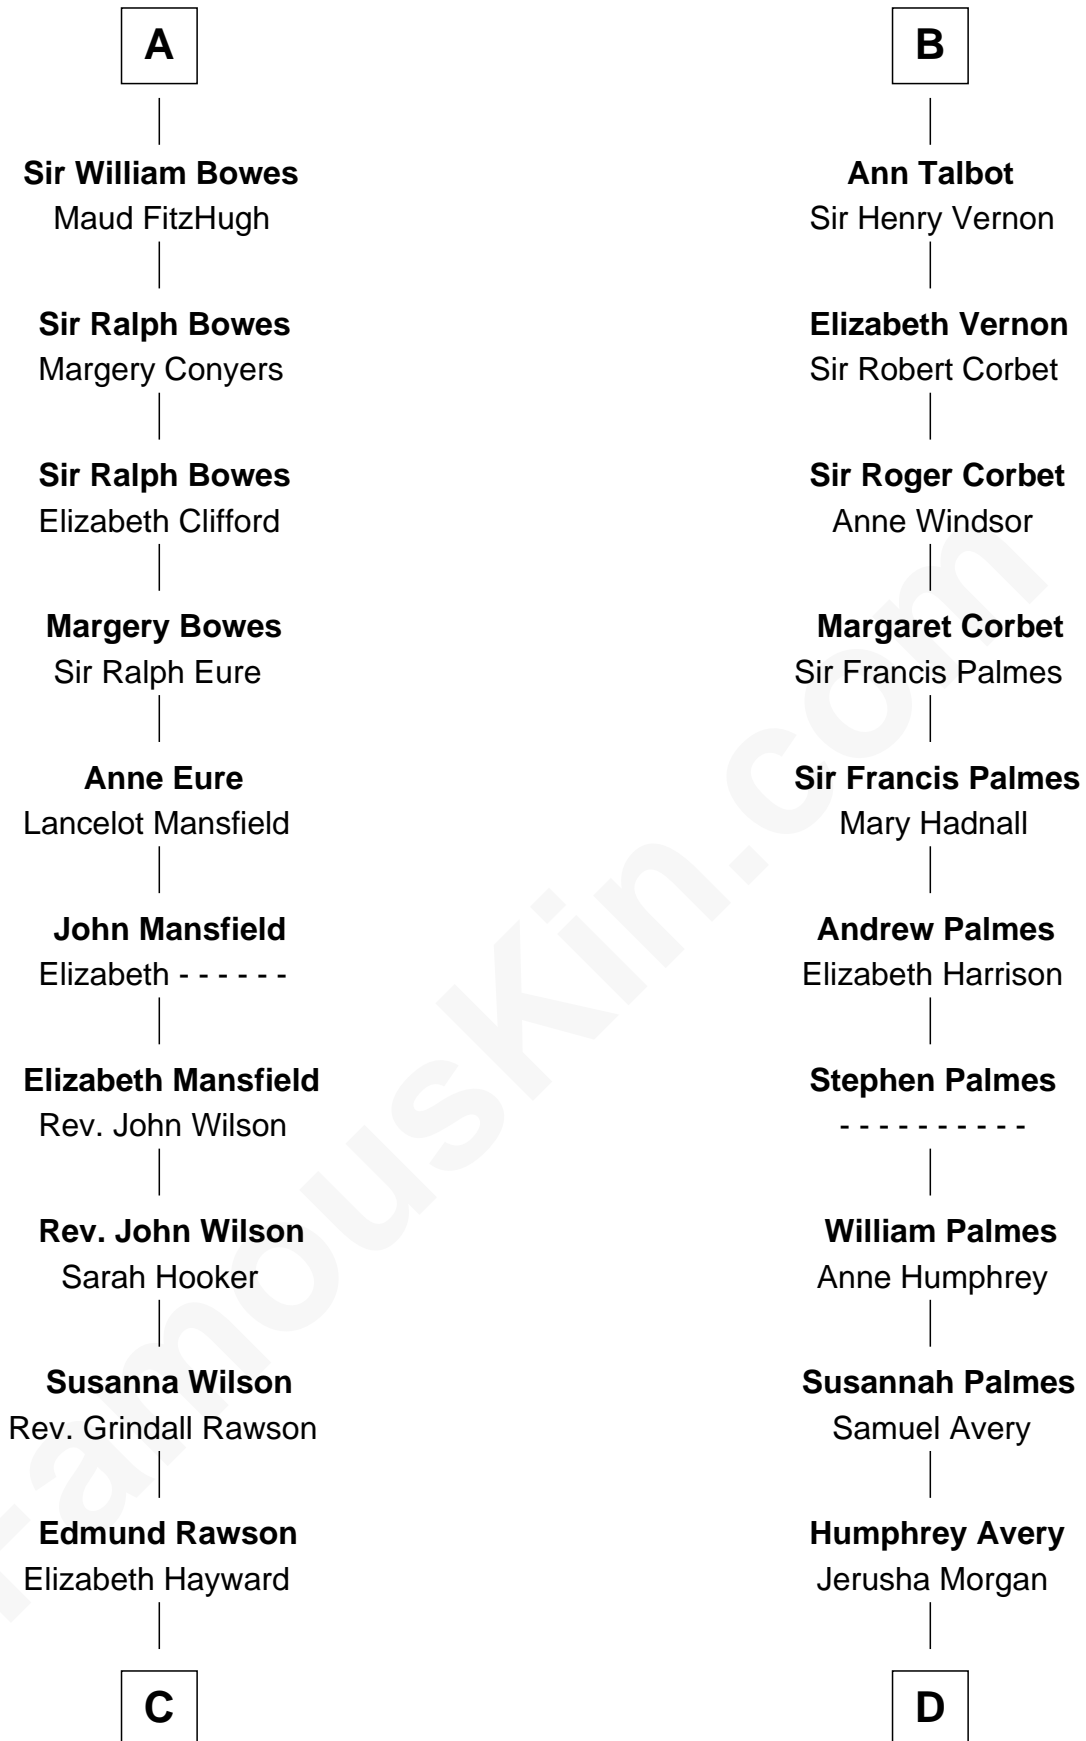 A
Sir William Bowes
Maud FitzHugh
Sir Ralph Bowes
Margery Conyers
Sir Ralph Bowes
Elizabeth Clifford
Margery Bowes
Sir Ralph Eure
Anne Eure
Lancelot Mansfield
John Mansfield
Elizabeth - - - - - -
Elizabeth Mansfield
Rev. John Wilson
Rev. John Wilson
Sarah Hooker
Susanna Wilson
Rev. Grindall Rawson
Edmund Rawson
Elizabeth Hayward
C
B
Ann Talbot
Sir Henry Vernon
Elizabeth Vernon
Sir Robert Corbet
Sir Roger Corbet
Anne Windsor
Margaret Corbet
Sir Francis Palmes
Sir Francis Palmes
Mary Hadnall
Andrew Palmes
Elizabeth Harrison
Stephen Palmes
- - - - - - - - - -
William Palmes
Anne Humphrey
Susannah Palmes
Samuel Avery
Humphrey Avery
Jerusha Morgan
D
FamousKin.com